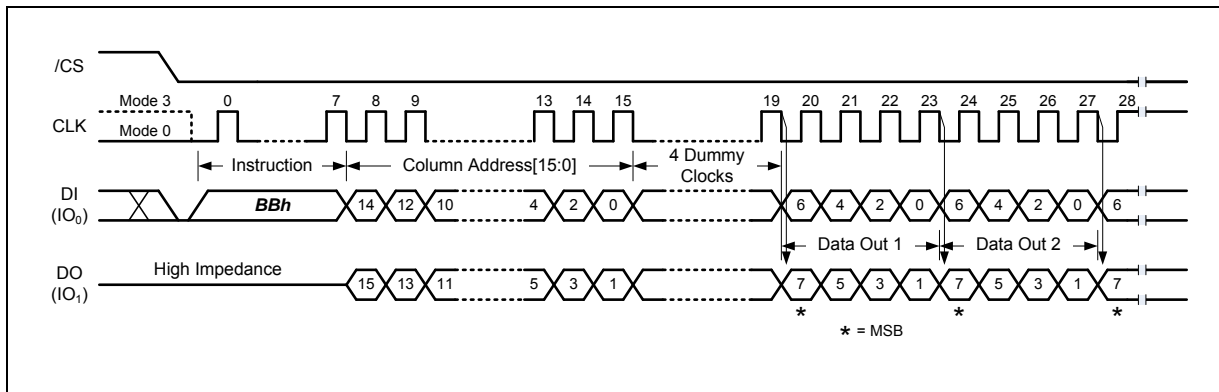 /CS
Mode 3 0 7 8 9 13 14 15 19 20 21 22 23 24 25 26 27 28
CLK
Mode 0
Instruction Column Address[15:0] 4 Dummy Clocks
DI
(IO0)
BBh 14 12 10 4 2 0 6 4 2 0 6 4 2 0 6
Data Out 1 Data Out 2
DO
(IO1)
High Impedance 15 13 11 5 3 1 7 5 3 1 7 5 3 1 7
* * *
* = MSB